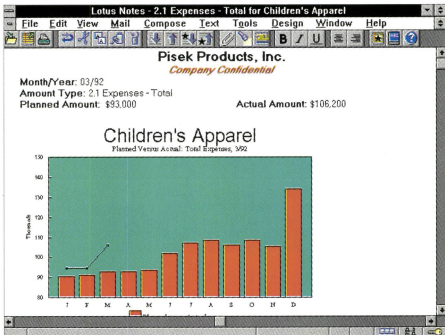 Lotus Notes - 2.1 Expenses - Total for Children's Apparel
File Edit View Mail Compose Text Tools Design Window Help
B I U
Pisek Products, Inc.
Company Confidential
Month/Year: 03/92
Amount Type: 2.1 Expenses - Total
Planned Amount: $93,000 Actual Amount: $106,200
Children's Apparel
Planned Versus Actual: Total Expenses, 3/92
150
140
130
120
110
100
90
80
Thousands
J F M A M J J A S O N D